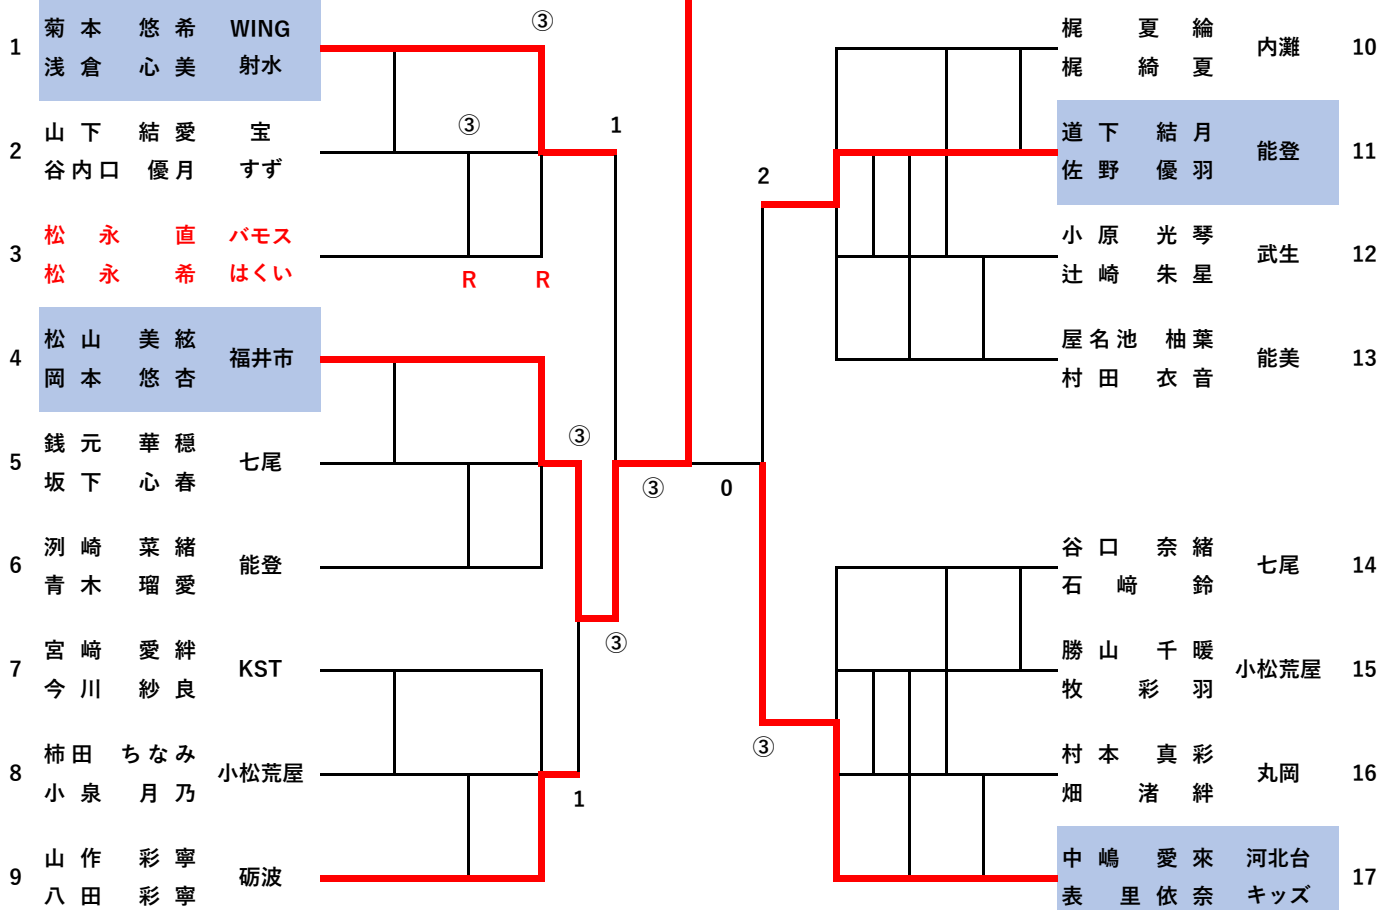 菊本 悠希 WING
1
浅倉 心美 射水
山下 結愛 宝
2
谷内口 優月 すず
松永 直 バモス
3
松永 希 はくい
松山 美絃
4 福井市
岡本 悠杏
銭元 華穏
5 七尾
坂下 心春
洌崎 菜緒
6 能登
青木 瑠愛
宮﨑 愛絆
7 KST
今川 紗良
柿田 ちなみ
8 小松荒屋
小泉 月乃
山作 彩寧
9 砺波
八田 彩寧
③
③
1
R R
③
③
0
③
1
2
③
梶 夏綸
内灘 10
梶 綺夏
道下 結月
能登 11
佐野 優羽
小原 光琴
武生 12
辻崎 朱星
屋名池 柚葉
能美 13
村田 衣音
谷口 奈緒
七尾 14
石﨑 鈴
勝山 千暖
小松荒屋 15
牧 彩羽
村本 真彩
丸岡 16
畑 渚絆
中嶋 愛來 河北台
17
表 里依奈 キッズ